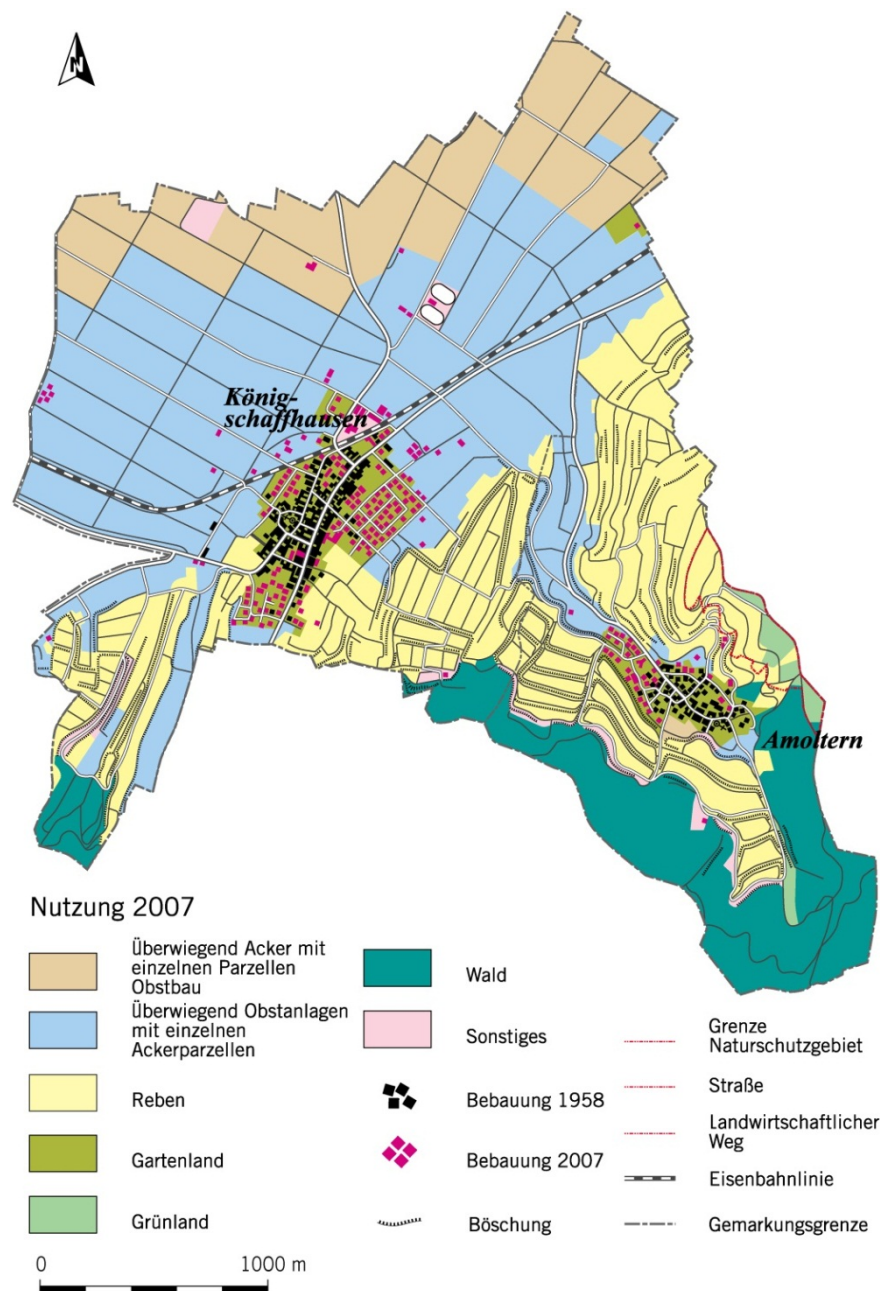 N
König-
schaffhausen
Amoltern
Nutzung 2007
Überwiegend Acker mit
einzelnen Parzellen
Obstbau
Überwiegend Obstanlagen
mit einzelnen
Ackerparzellen
Reben
Gartenland
Grünland
Wald
Sonstiges
Bebauung 1958
Bebauung 2007
Böschung
Grenze
Naturschutzgebiet
Straße
Landwirtschaftlicher
Weg
Eisenbahnlinie
Gemarkungsgrenze
0 1000 m